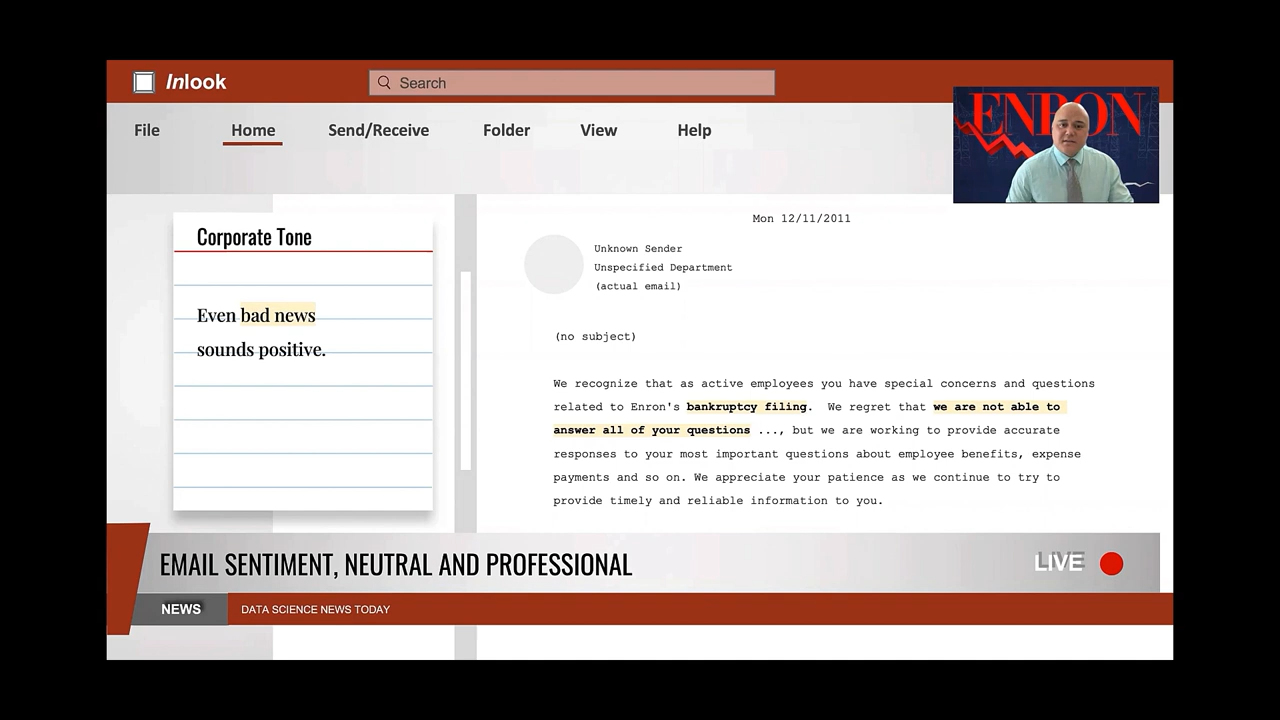 Inlook
Search
File Home Send/Receive Folder View Help
ENRON
Corporate Tone
Even bad news
sounds positive.
Mon 12/11/2011
Unknown Sender
Unspecified Department
(actual email)
(no subject)
We recognize that as active employees you have special concerns and questions
related to Enron's bankruptcy filing. We regret that we are not able to
answer all of your questions ..., but we are working to provide accurate
responses to your most important questions about employee benefits, expense
payments and so on. We appreciate your patience as we continue to try to
provide timely and reliable information to you.
EMAIL SENTIMENT, NEUTRAL AND PROFESSIONAL
LIVE
NEWS
DATA SCIENCE NEWS TODAY